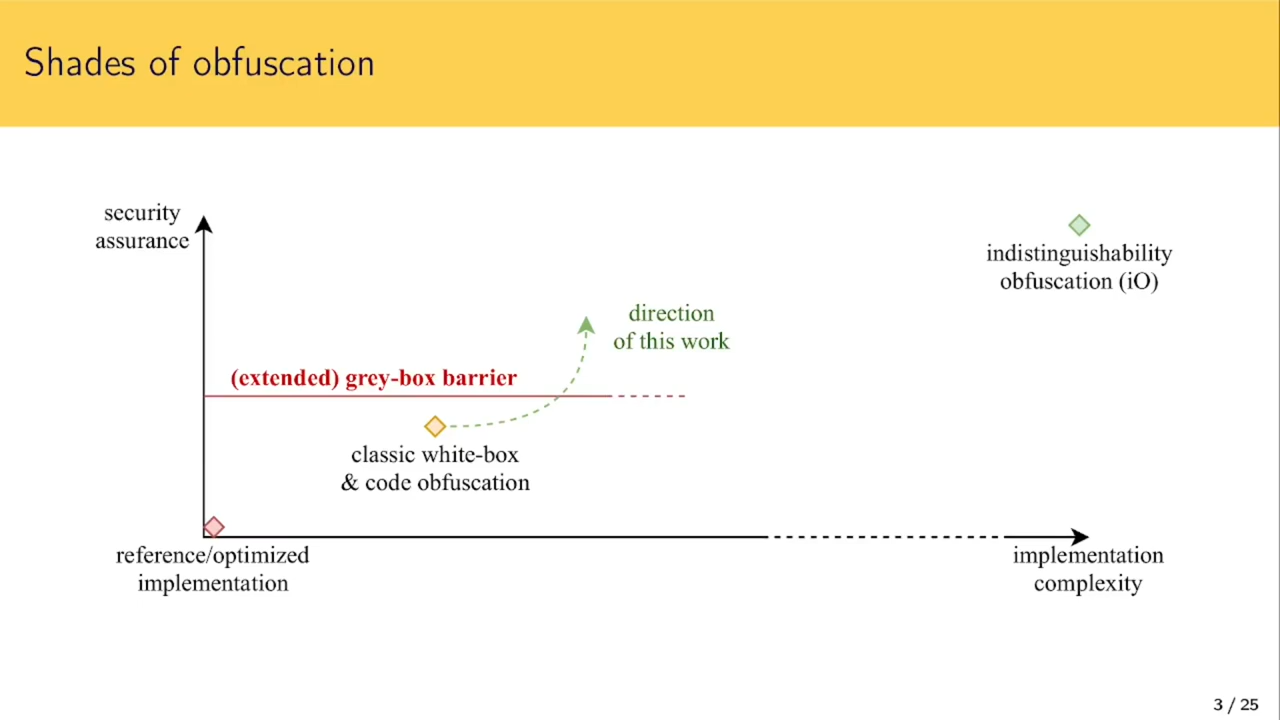 Shades of obfuscation
security
assurance
indistinguishability
obfuscation (iO)
direction
of this work
(extended) grey-box barrier
classic white-box
& code obfuscation
reference/optimized
implementation
implementation
complexity
3 / 25